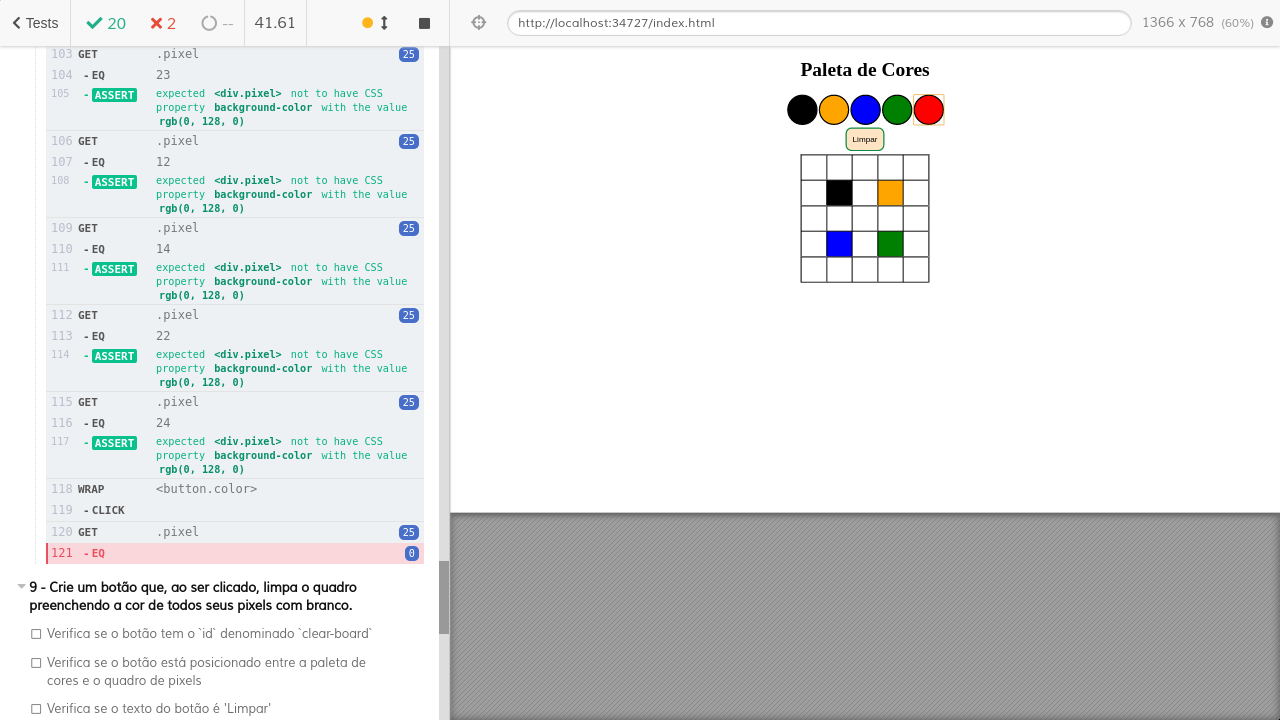 Tests 20 2 -- 41.61
http://localhost:34727/index.html 1366 x 768 (60%)
103 GET .pixel 25
104 - EQ 23
105 - ASSERT expected <div.pixel> not to have CSS
property background-color with the value
rgb(0, 128, 0)
106 GET .pixel 25
107 - EQ 12
108 - ASSERT expected <div.pixel> not to have CSS
property background-color with the value
rgb(0, 128, 0)
109 GET .pixel 25
110 - EQ 14
111 - ASSERT expected <div.pixel> not to have CSS
property background-color with the value
rgb(0, 128, 0)
112 GET .pixel 25
113 - EQ 22
114 - ASSERT expected <div.pixel> not to have CSS
property background-color with the value
rgb(0, 128, 0)
115 GET .pixel 25
116 - EQ 24
117 - ASSERT expected <div.pixel> not to have CSS
property background-color with the value
rgb(0, 128, 0)
118 WRAP <button.color>
119 - CLICK
120 GET .pixel 25
121 - EQ 0
9 - Crie um botão que, ao ser clicado, limpa o quadro
preenchendo a cor de todos seus pixels com branco.
Verifica se o botão tem o `id` denominado `clear-board`
Verifica se o botão está posicionado entre a paleta de
cores e o quadro de pixels
Verifica se o texto do botão é 'Limpar'
Paleta de Cores
Limpar